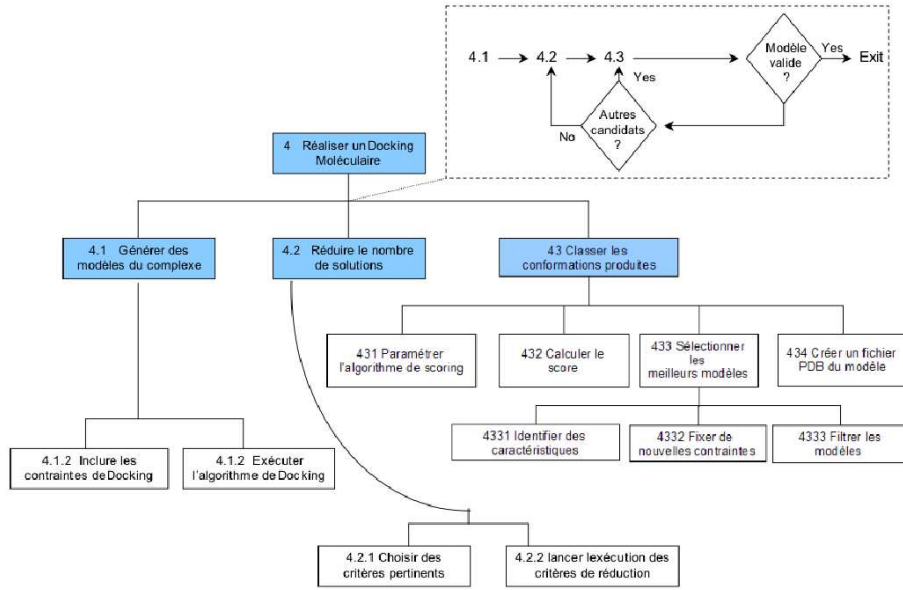 4.1
4.2
4.3
Modèle
valide
?
Yes
Exit
Yes
Autres
candidats
?
No
4 Réaliser un Docking
Moléculaire
4.1 Générer des
modèles du complexe
4.2 Réduire le nombre
de solutions
43 Classer les
conformations produites
431 Paramétrer
l'algorithme de scoring
432 Calculer le
score
433 Sélectionner
les
meilleurs modèles
434 Créer un fichier
PDB du modèle
4331 Identifier des
caractéristiques
4332 Fixer de
nouvelles contraintes
4333 Filtrer les
modèles
4.1.2 Inclure les
contraintes de Docking
4.1.2 Exécuter
l'algorithme de Docking
4.2.1 Choisir des
critères pertinents
4.2.2 lancer lexécution des
critères de réduction